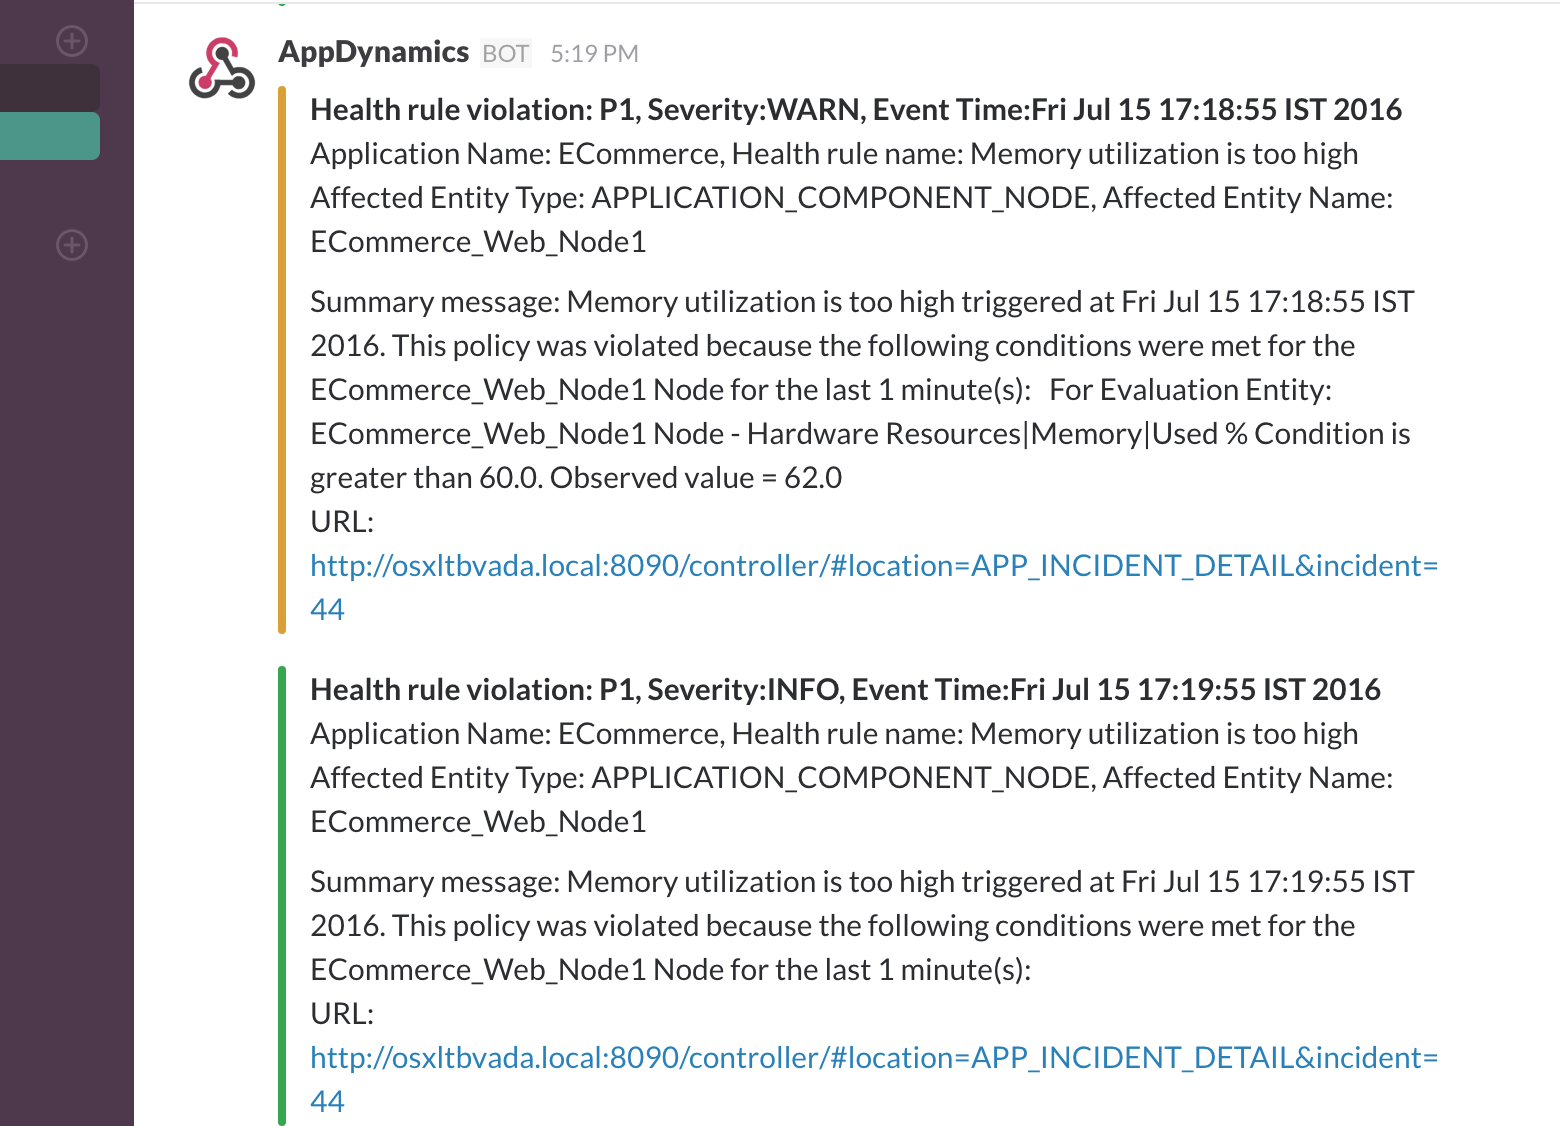 AppDynamics BOT 5:19 PM
Health rule violation: P1, Severity:WARN, Event Time:Fri Jul 15 17:18:55 IST 2016
Application Name: ECommerce, Health rule name: Memory utilization is too high
Affected Entity Type: APPLICATION_COMPONENT_NODE, Affected Entity Name:
ECommerce_Web_Node1
Summary message: Memory utilization is too high triggered at Fri Jul 15 17:18:55 IST
2016. This policy was violated because the following conditions were met for the
ECommerce_Web_Node1 Node for the last 1 minute(s):   For Evaluation Entity:
ECommerce_Web_Node1 Node - Hardware Resources|Memory|Used % Condition is
greater than 60.0. Observed value = 62.0
URL:
http://osxltbvada.local:8090/controller/#location=APP_INCIDENT_DETAIL&incident=
44
Health rule violation: P1, Severity:INFO, Event Time:Fri Jul 15 17:19:55 IST 2016
Application Name: ECommerce, Health rule name: Memory utilization is too high
Affected Entity Type: APPLICATION_COMPONENT_NODE, Affected Entity Name:
ECommerce_Web_Node1
Summary message: Memory utilization is too high triggered at Fri Jul 15 17:19:55 IST
2016. This policy was violated because the following conditions were met for the
ECommerce_Web_Node1 Node for the last 1 minute(s):
URL:
http://osxltbvada.local:8090/controller/#location=APP_INCIDENT_DETAIL&incident=
44